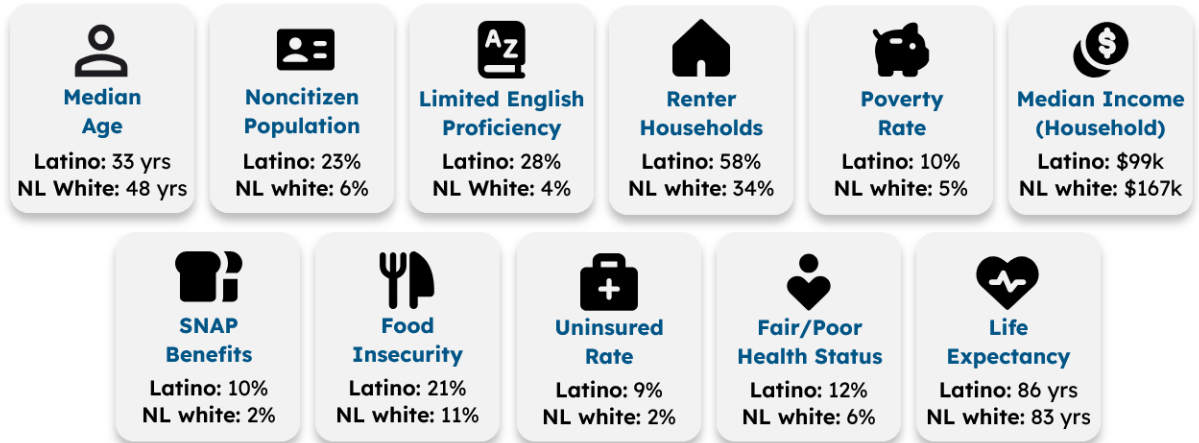 A Z
$
Median
Age
Latino: 33 yrs
NL White: 48 yrs
Noncitizen
Population
Latino: 23%
NL white: 6%
Limited English
Proficiency
Latino: 28%
NL White: 4%
Renter
Households
Latino: 58%
NL white: 34%
Poverty
Rate
Latino: 10%
NL white: 5%
Median Income
(Household)
Latino: $99k
NL white: $167k
SNAP
Benefits
Latino: 10%
NL white: 2%
Food
Insecurity
Latino: 21%
NL white: 11%
Uninsured
Rate
Latino: 9%
NL white: 2%
Fair/Poor
Health Status
Latino: 12%
NL white: 6%
Life
Expectancy
Latino: 86 yrs
NL white: 83 yrs